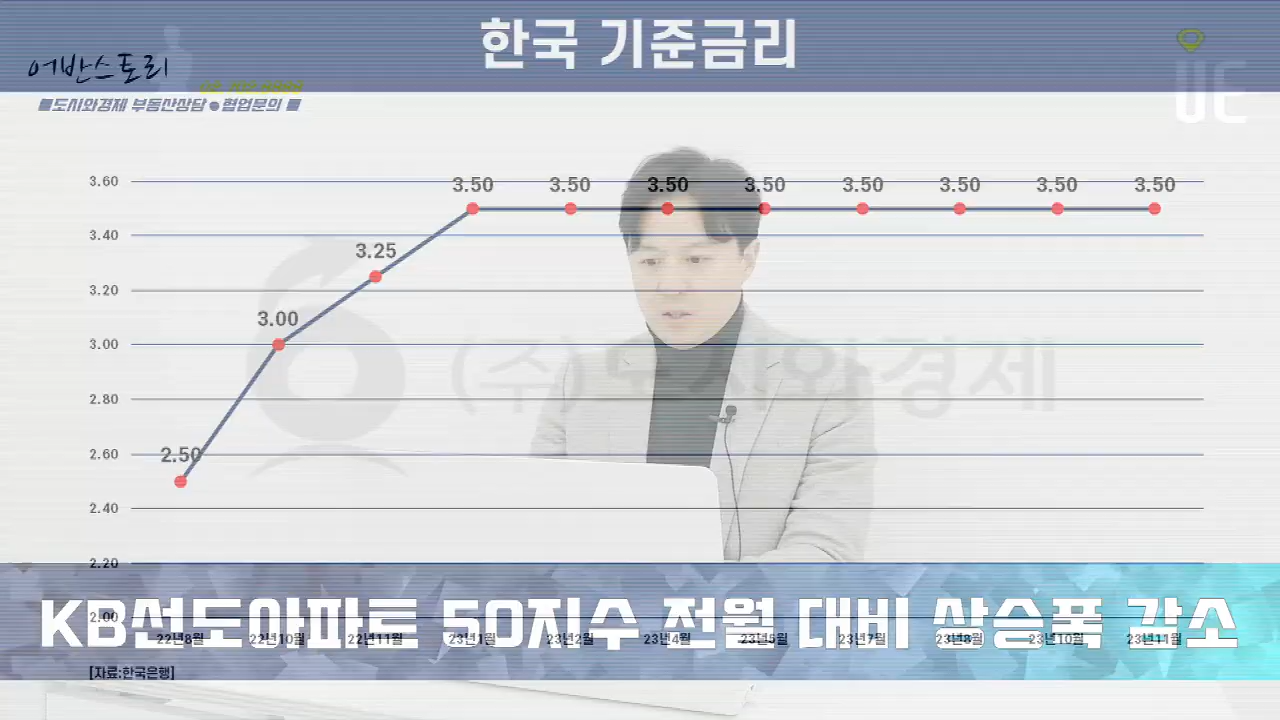 한국 기준금리
어반스토리
■도시와경제 부동산상담●협업문의 ■
UE
3.60
3.40
3.20
3.00
2.80
2.60
2.40
2.20
2.00
2.50
3.00
3.25
3.50 3.50 3.50 3.50 3.50 3.50 3.50 3.50
(주)도시와경제
KB선도아파트 50지수 전월 대비 상승폭 감소
22년8월 22년10월 22년11월 23년1월 23년2월 23년4월 23년5월 23년7월 23년8월 23년10월 23년11월
[자료:한국은행]